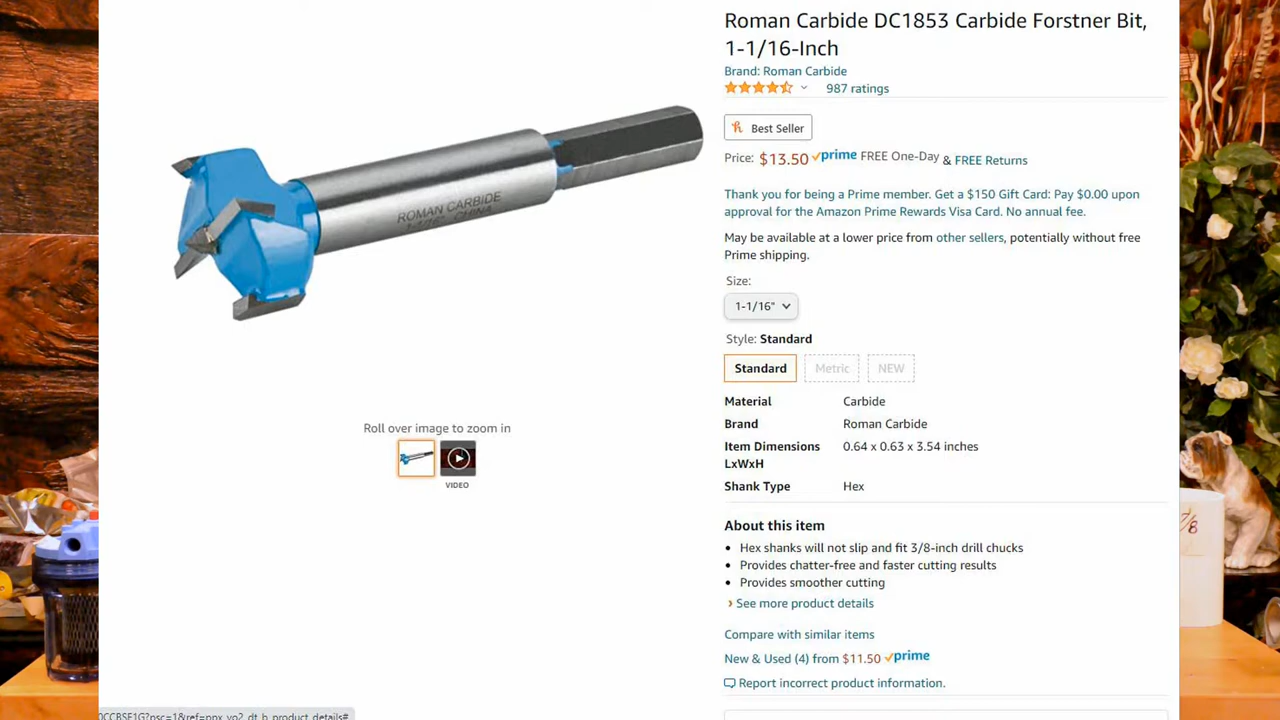 Roman Carbide DC1853 Carbide Forstner Bit,
1-1/16-Inch
Brand: Roman Carbide
987 ratings
Best Seller
Price: $13.50 prime FREE One-Day & FREE Returns
Thank you for being a Prime member. Get a $150 Gift Card: Pay $0.00 upon
approval for the Amazon Prime Rewards Visa Card. No annual fee.
May be available at a lower price from other sellers, potentially without free
Prime shipping.
Size:
1-1/16"
Style: Standard
Standard Metric NEW
Material Carbide
Brand Roman Carbide
Item Dimensions 0.64 x 0.63 x 3.54 inches
LxWxH
Shank Type Hex
About this item
• Hex shanks will not slip and fit 3/8-inch drill chucks
• Provides chatter-free and faster cutting results
• Provides smoother cutting
› See more product details
Compare with similar items
New & Used (4) from $11.50 prime
Report incorrect product information.
ROMAN CARBIDE
1-1/16" CHINA
Roll over image to zoom in
VIDEO